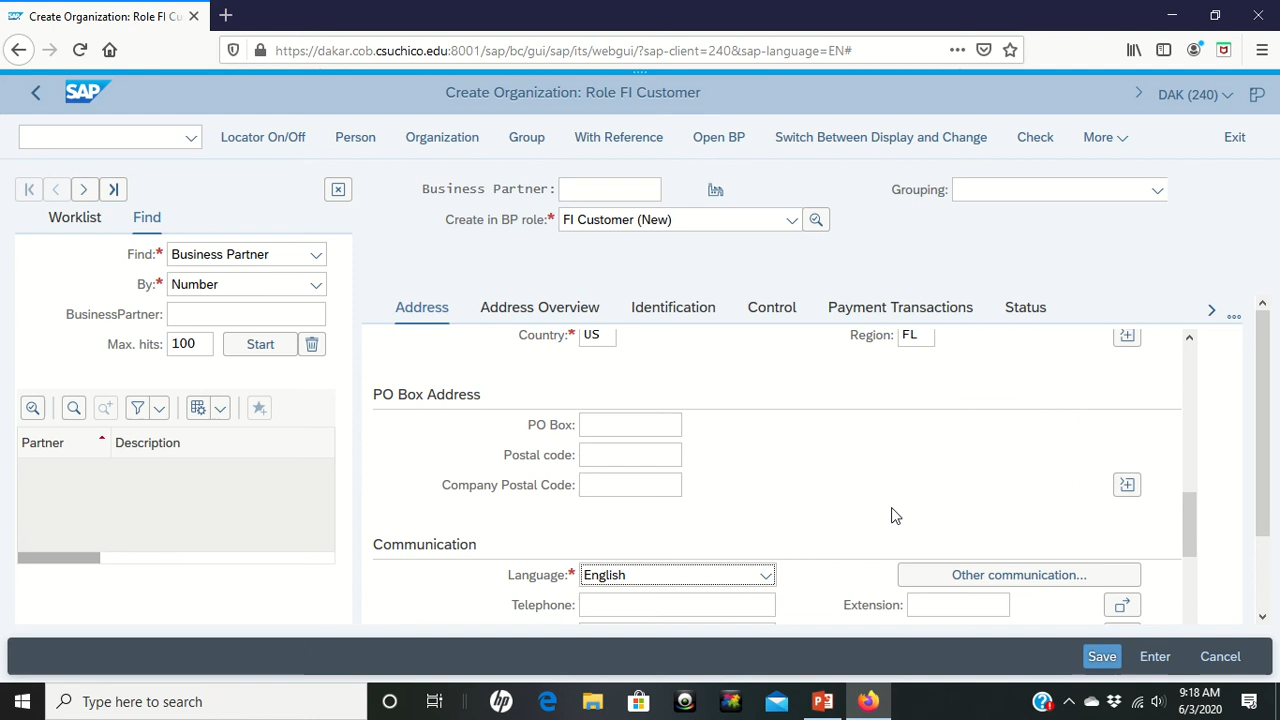 Create Organization: Role FI Cu
https://dakar.cob.csuchico.edu:8001/sap/bc/gui/sap/its/webgui/?sap-client=240&sap-language=EN#
SAP
Create Organization: Role FI Customer
DAK (240)
Locator On/Off Person Organization Group With Reference Open BP Switch Between Display and Change Check More Exit
Business Partner: Grouping:
Worklist Find
Create in BP role:* FI Customer (New)
Find:* Business Partner
By:* Number
BusinessPartner:
Address Address Overview Identification Control Payment Transactions Status
Max. hits: 100 Start
Country:* US Region: FL
PO Box Address
PO Box:
Partner Description
Postal code:
Company Postal Code:
Communication
Language:* English Other communication...
Telephone: Extension:
Save Enter Cancel
Type here to search
9:18 AM
6/3/2020